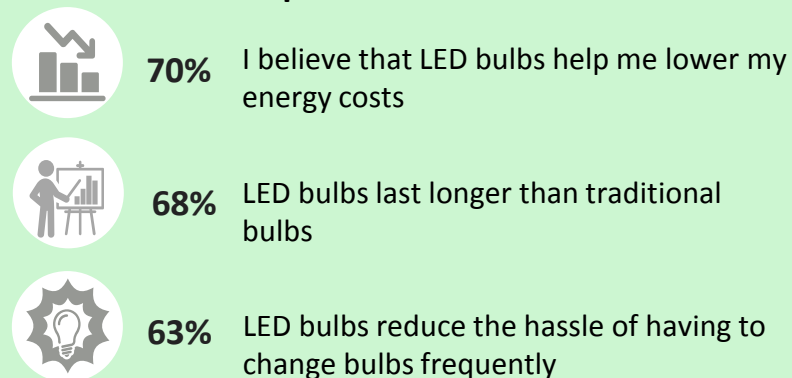 70% I believe that LED bulbs help me lower my
energy costs
68% LED bulbs last longer than traditional
bulbs
63% LED bulbs reduce the hassle of having to
change bulbs frequently